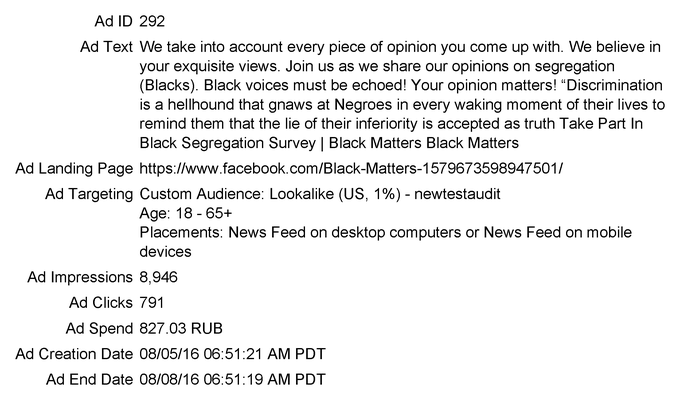 Ad ID 292
Ad Text We take into account every piece of opinion you come up with. We believe in
your exquisite views. Join us as we share our opinions on segregation
(Blacks). Black voices must be echoed! Your opinion matters! “Discrimination
is a hellhound that gnaws at Negroes in every waking moment of their lives to
remind them that the lie of their inferiority is accepted as truth Take Part In
Black Segregation Survey | Black Matters Black Matters
Ad Landing Page https://www.facebook.com/Black-Matters-1579673598947501/
Ad Targeting Custom Audience: Lookalike (US, 1%) - newtestaudit
Age: 18 - 65+
Placements: News Feed on desktop computers or News Feed on mobile
devices
Ad Impressions 8,946
Ad Clicks 791
Ad Spend 827.03 RUB
Ad Creation Date 08/05/16 06:51:21 AM PDT
Ad End Date 08/08/16 06:51:19 AM PDT